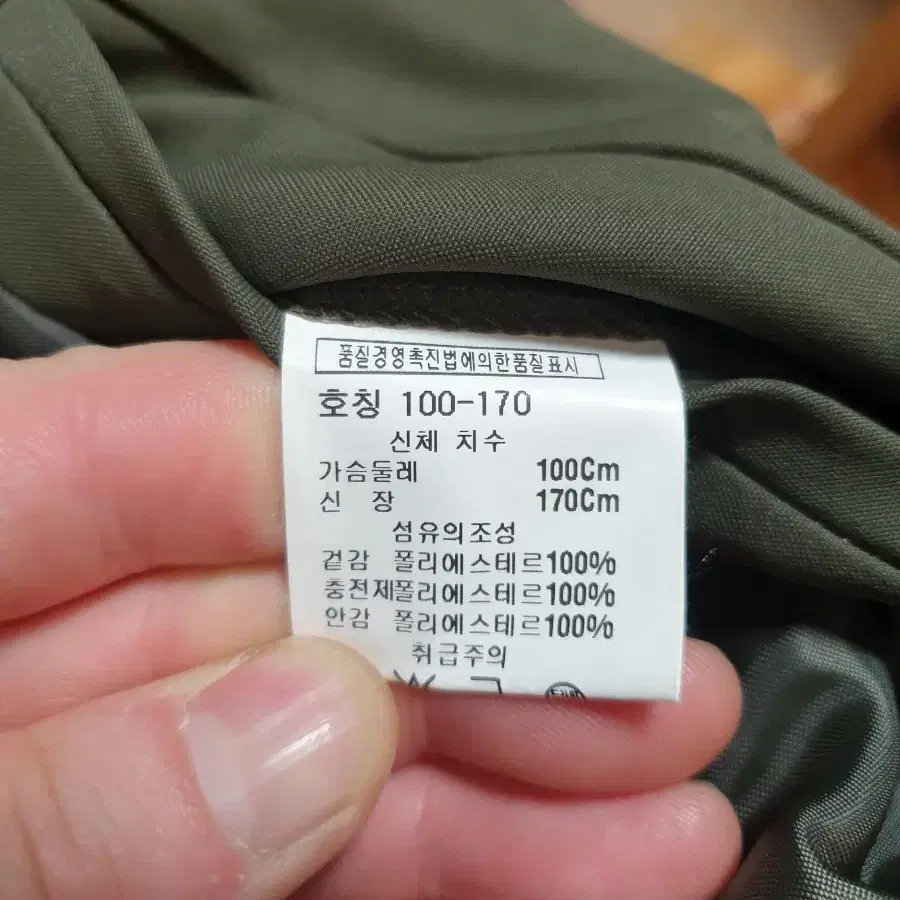 품질경영촉진법에의한품질표시
호칭 100-170
신체 치수
가슴둘레 100Cm
신 장 170Cm
섬유의조성
겉감 폴리에스테르100%
충전제폴리에스테르100%
안감 폴리에스테르100%
취급주의